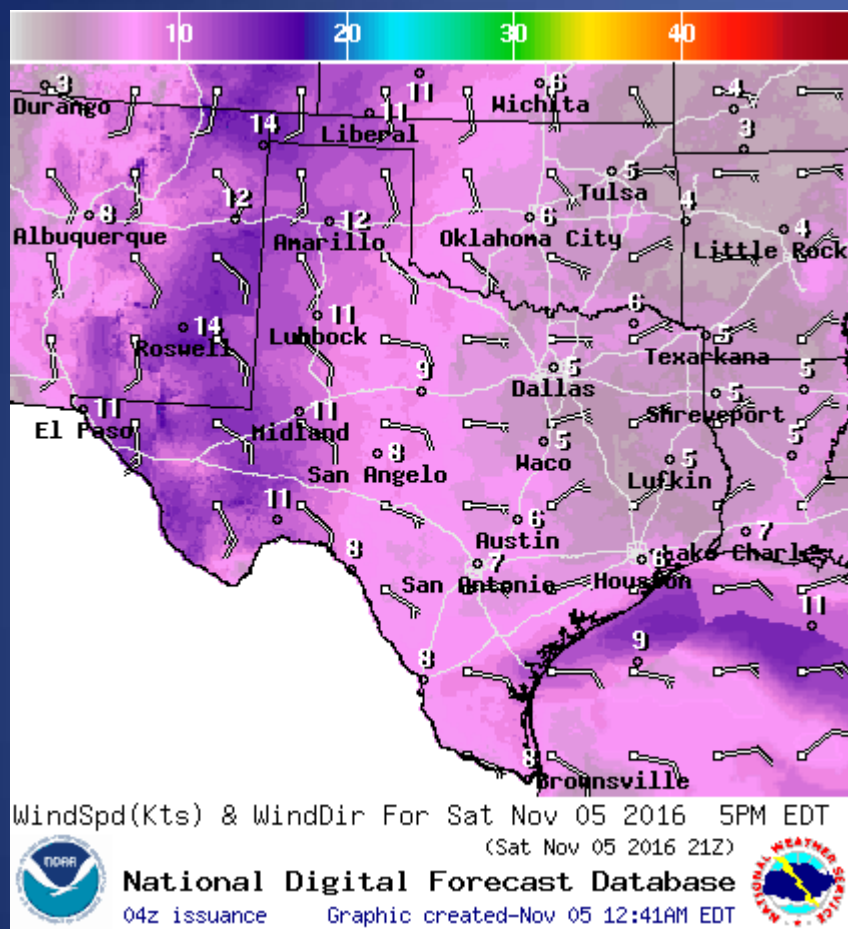 10 20 30 40
3 Durango
11
6 Wichita
4
11 Liberal
14
3
5 Tulsa
8 Albuquerque
12
12 Amarillo
6 Oklahoma City
4
4 Little Rock
14 Roswell
11 Lubbock
6
5 Texarkana
9
5 Dallas
5 Shreveport
5
11 El Paso
11 Midland
8 San Angelo
5 Waco
5 Lufkin
5
11
6 Austin
7 Lake Charles
8
7 San Antonio
8 Houston
11
9
8
8 Brownsville
WindSpd(Kts) & WindDir For Sat Nov 05 2016 5PM EDT
(Sat Nov 05 2016 21Z)
NOAA
National Digital Forecast Database
04z issuance Graphic created-Nov 05 12:41AM EDT
NATIONAL WEATHER SERVICE